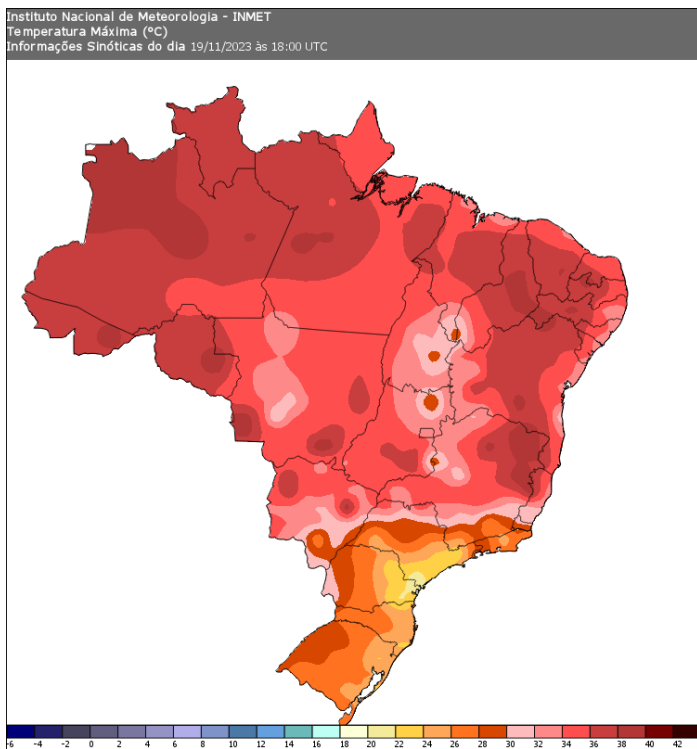 Instituto Nacional de Meteorologia - INMET
Temperatura Máxima (ºC)
Informações Sinóticas do dia 19/11/2023 às 18:00 UTC
-6 -4 -2 0 2 4 6 8 10 12 14 16 18 20 22 24 26 28 30 32 34 36 38 40 42